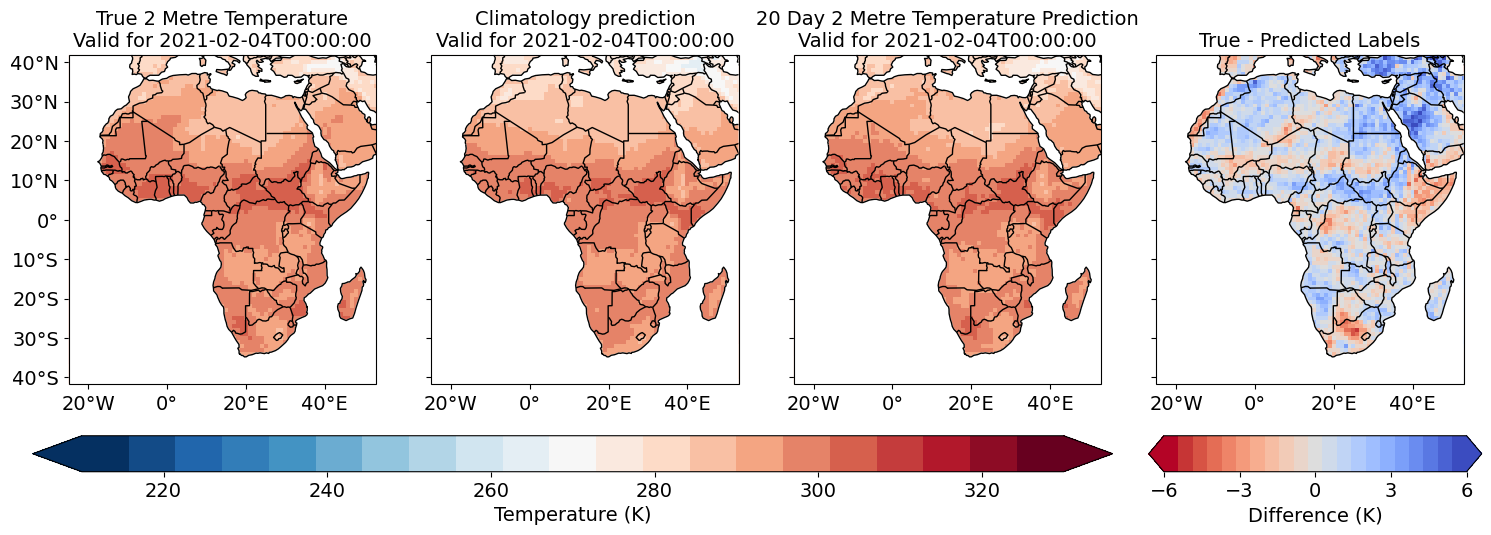 True 2 Metre Temperature
Valid for 2021-02-04T00:00:00
Climatology prediction
Valid for 2021-02-04T00:00:00
20 Day 2 Metre Temperature Prediction
Valid for 2021-02-04T00:00:00
True - Predicted Labels
40°N
30°N
20°N
10°N
0°
10°S
20°S
30°S
40°S
20°W 0° 20°E 40°E
20°W 0° 20°E 40°E
20°W 0° 20°E 40°E
20°W 0° 20°E 40°E
220 240 260 280 300 320
Temperature (K)
−6 −3 0 3 6
Difference (K)